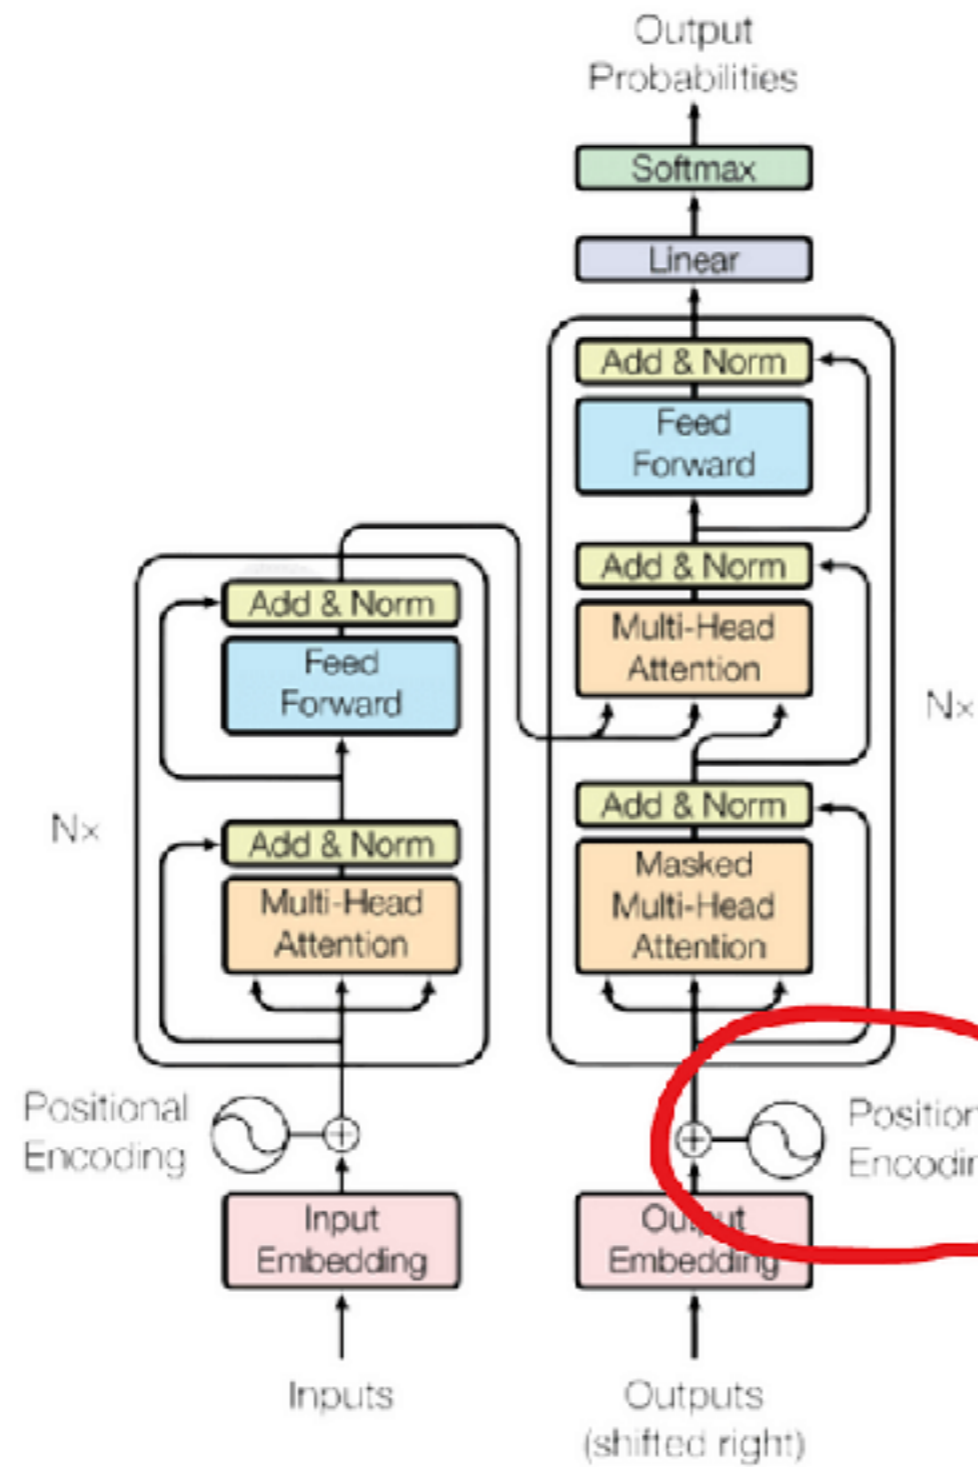 Output
Probabilities
Softmax
Linear
Add & Norm
Feed
Forward
Add & Norm
Multi-Head
Attention
Add & Norm
Masked
Multi-Head
Attention
Nx
Add & Norm
Feed
Forward
Add & Norm
Multi-Head
Attention
Nx
Positional
Encoding
Position
Encodin
Input
Embedding
Output
Embedding
Inputs
Outputs
(shifted right)